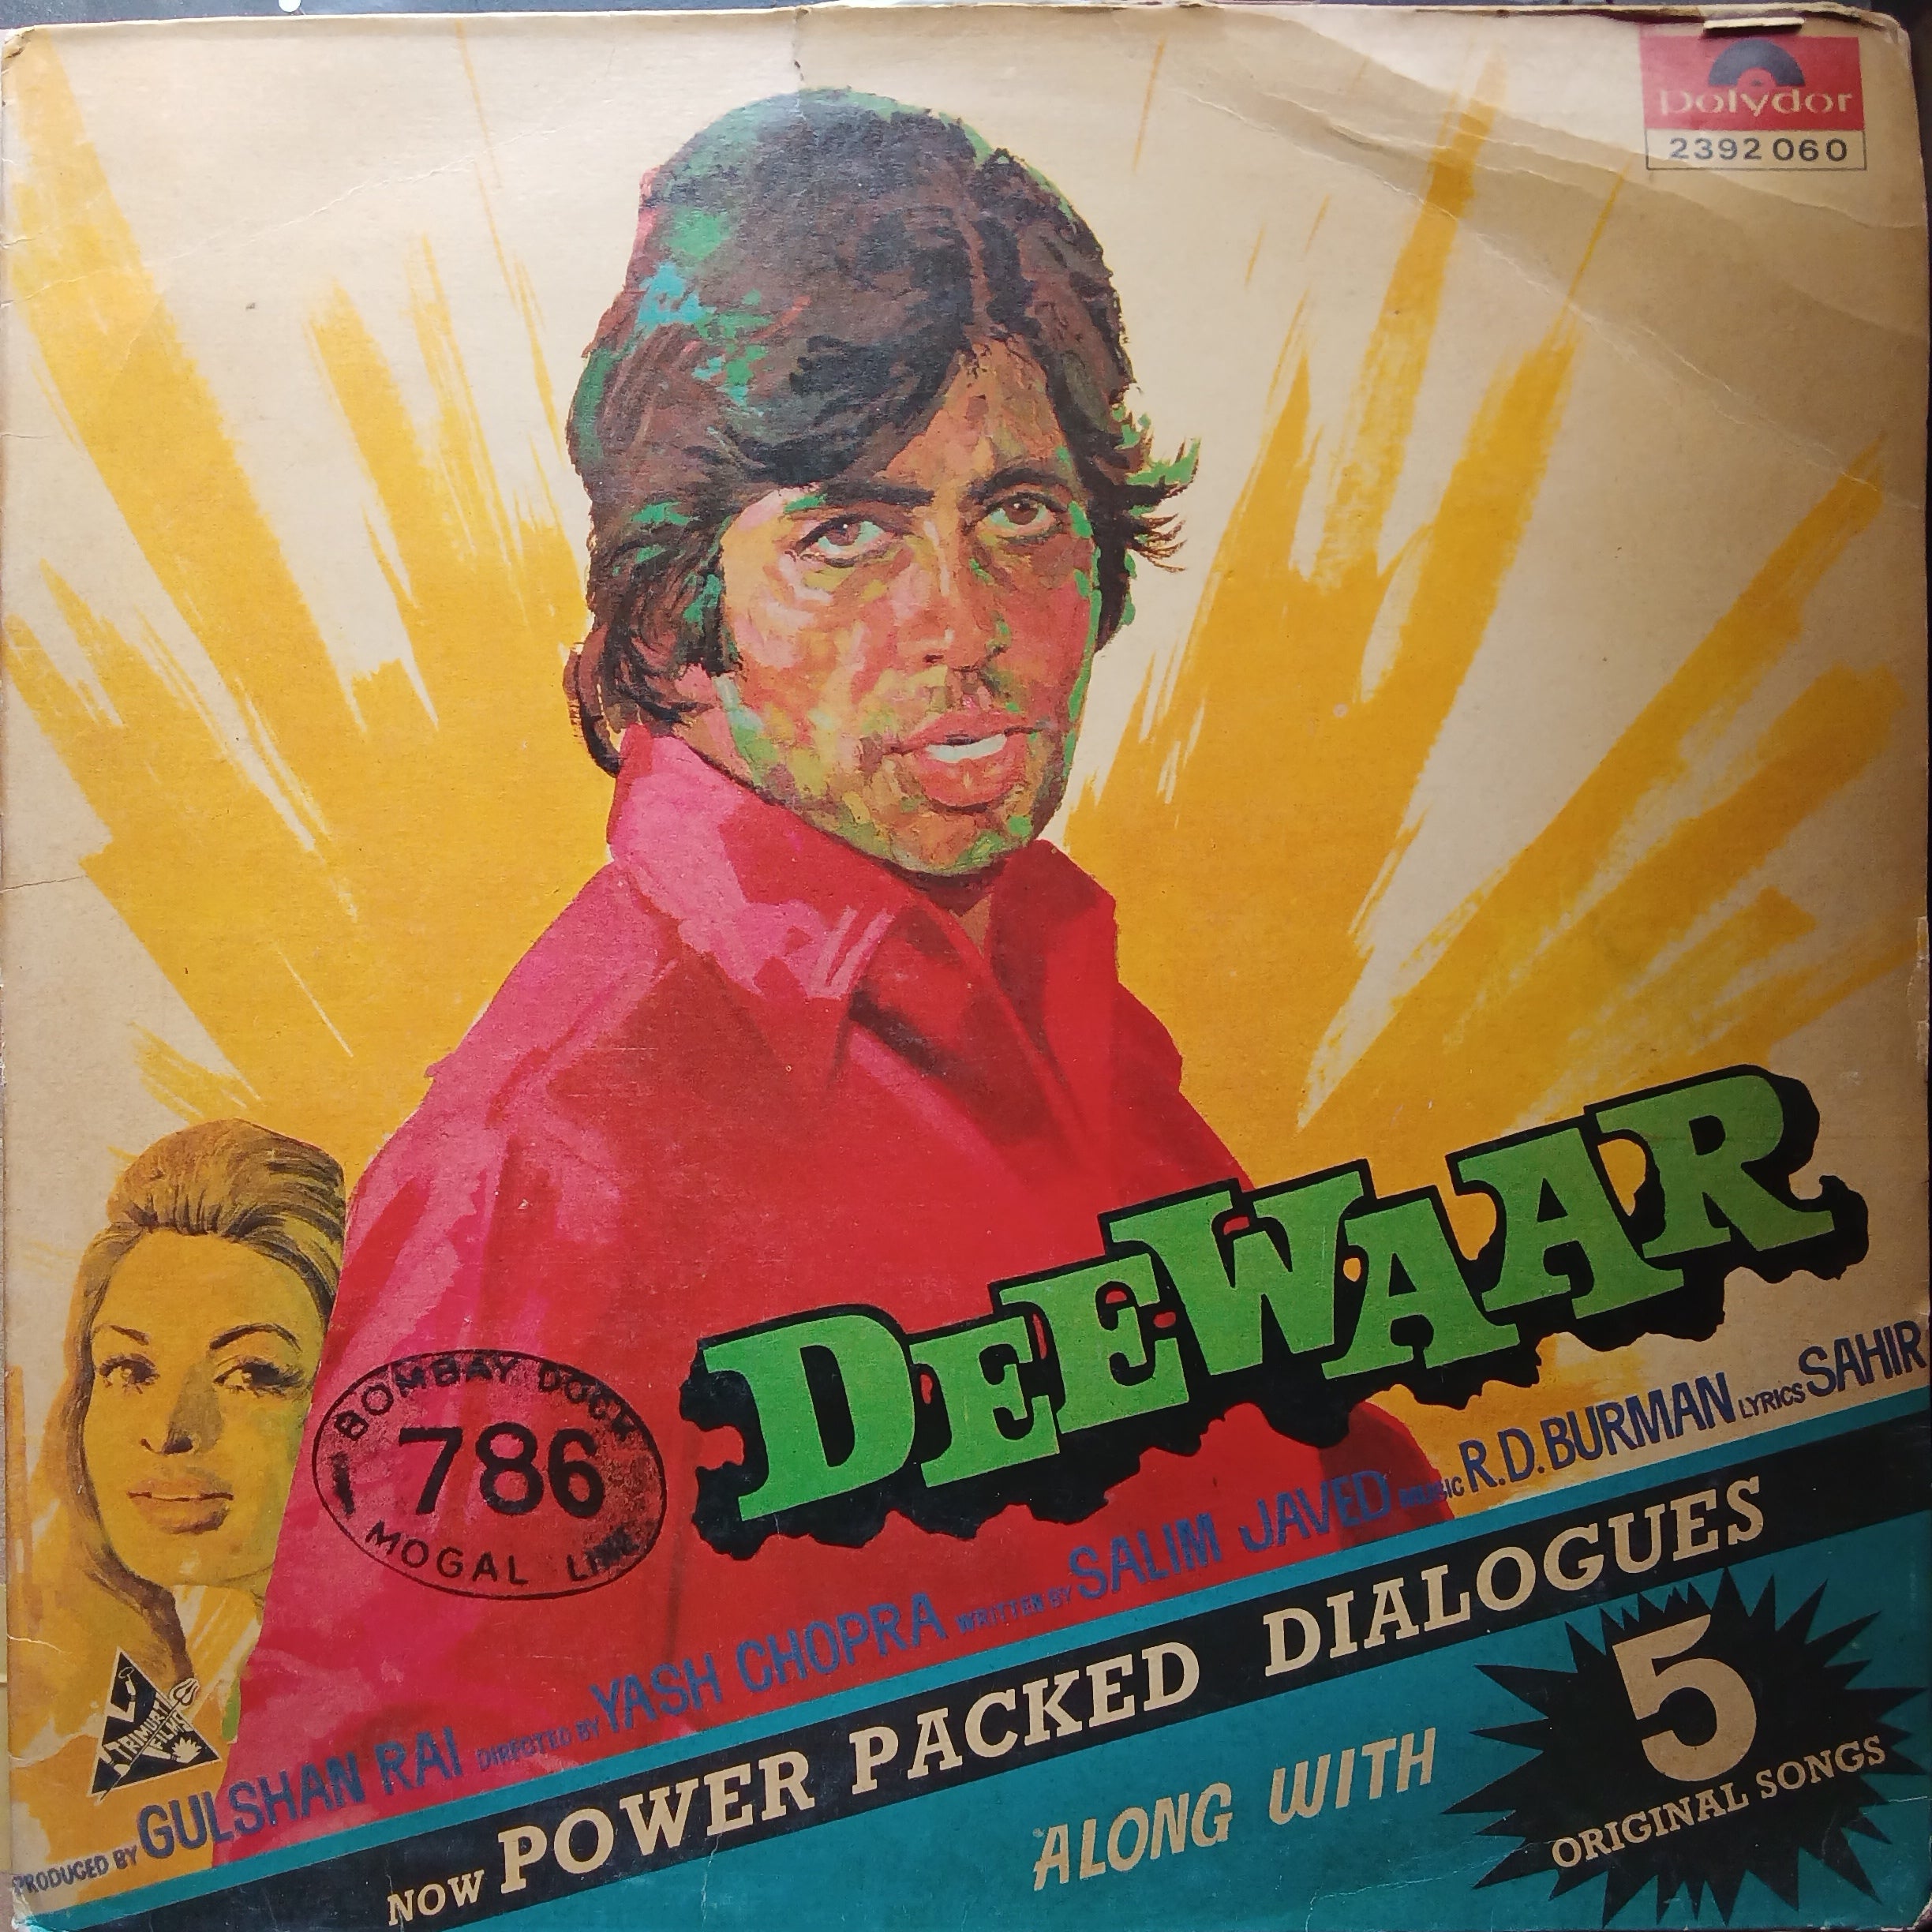 polydor
2392 060
DEEWAAR
BOMBAY DOCK
786
MOGAL LINE
TRIMURTI
FILMS
PRODUCED BY GULSHAN RAI DIRECTED BY YASH CHOPRA WRITTEN BY SALIM JAVED MUSIC R.D. BURMAN LYRICS SAHIR
NOW POWER PACKED DIALOGUES
ALONG WITH
5
ORIGINAL SONGS